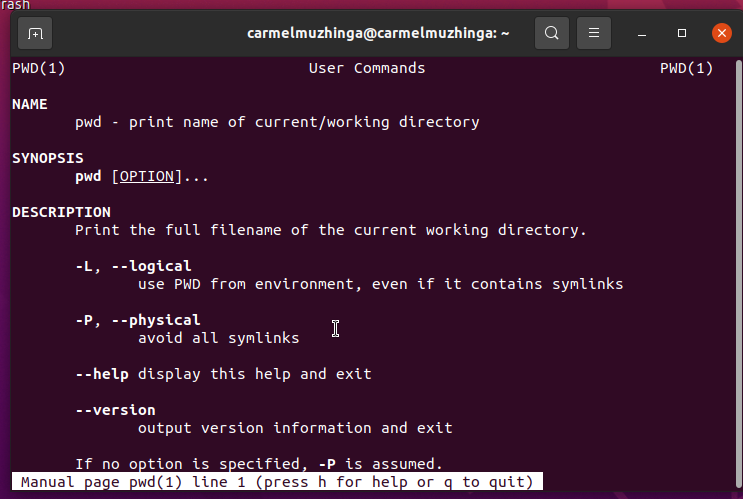 rash
carmelmuzhinga@carmelmuzhinga: ~
PWD(1) User Commands PWD(1)
NAME
pwd - print name of current/working directory
SYNOPSIS
pwd [OPTION]...
DESCRIPTION
Print the full filename of the current working directory.
-L, --logical
use PWD from environment, even if it contains symlinks
-P, --physical
avoid all symlinks
--help display this help and exit
--version
output version information and exit
If no option is specified, -P is assumed.
Manual page pwd(1) line 1 (press h for help or q to quit)